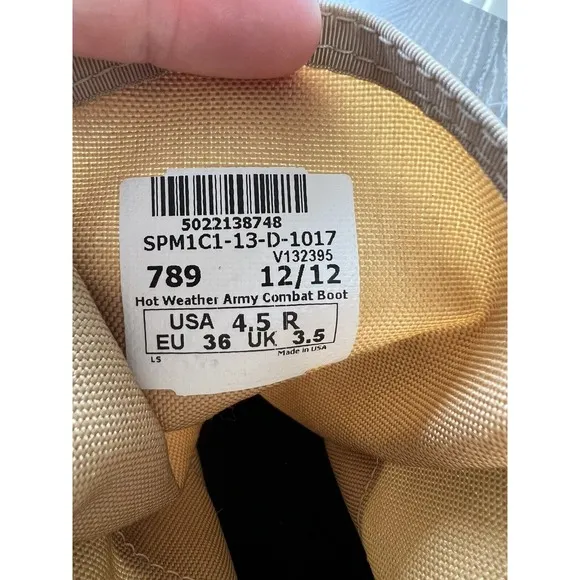 5022138748
SPM1C1-13-D-1017
V132395
789 12/12
Hot Weather Army Combat Boot
USA 4.5 R
EU 36 UK 3.5
LS Made in USA